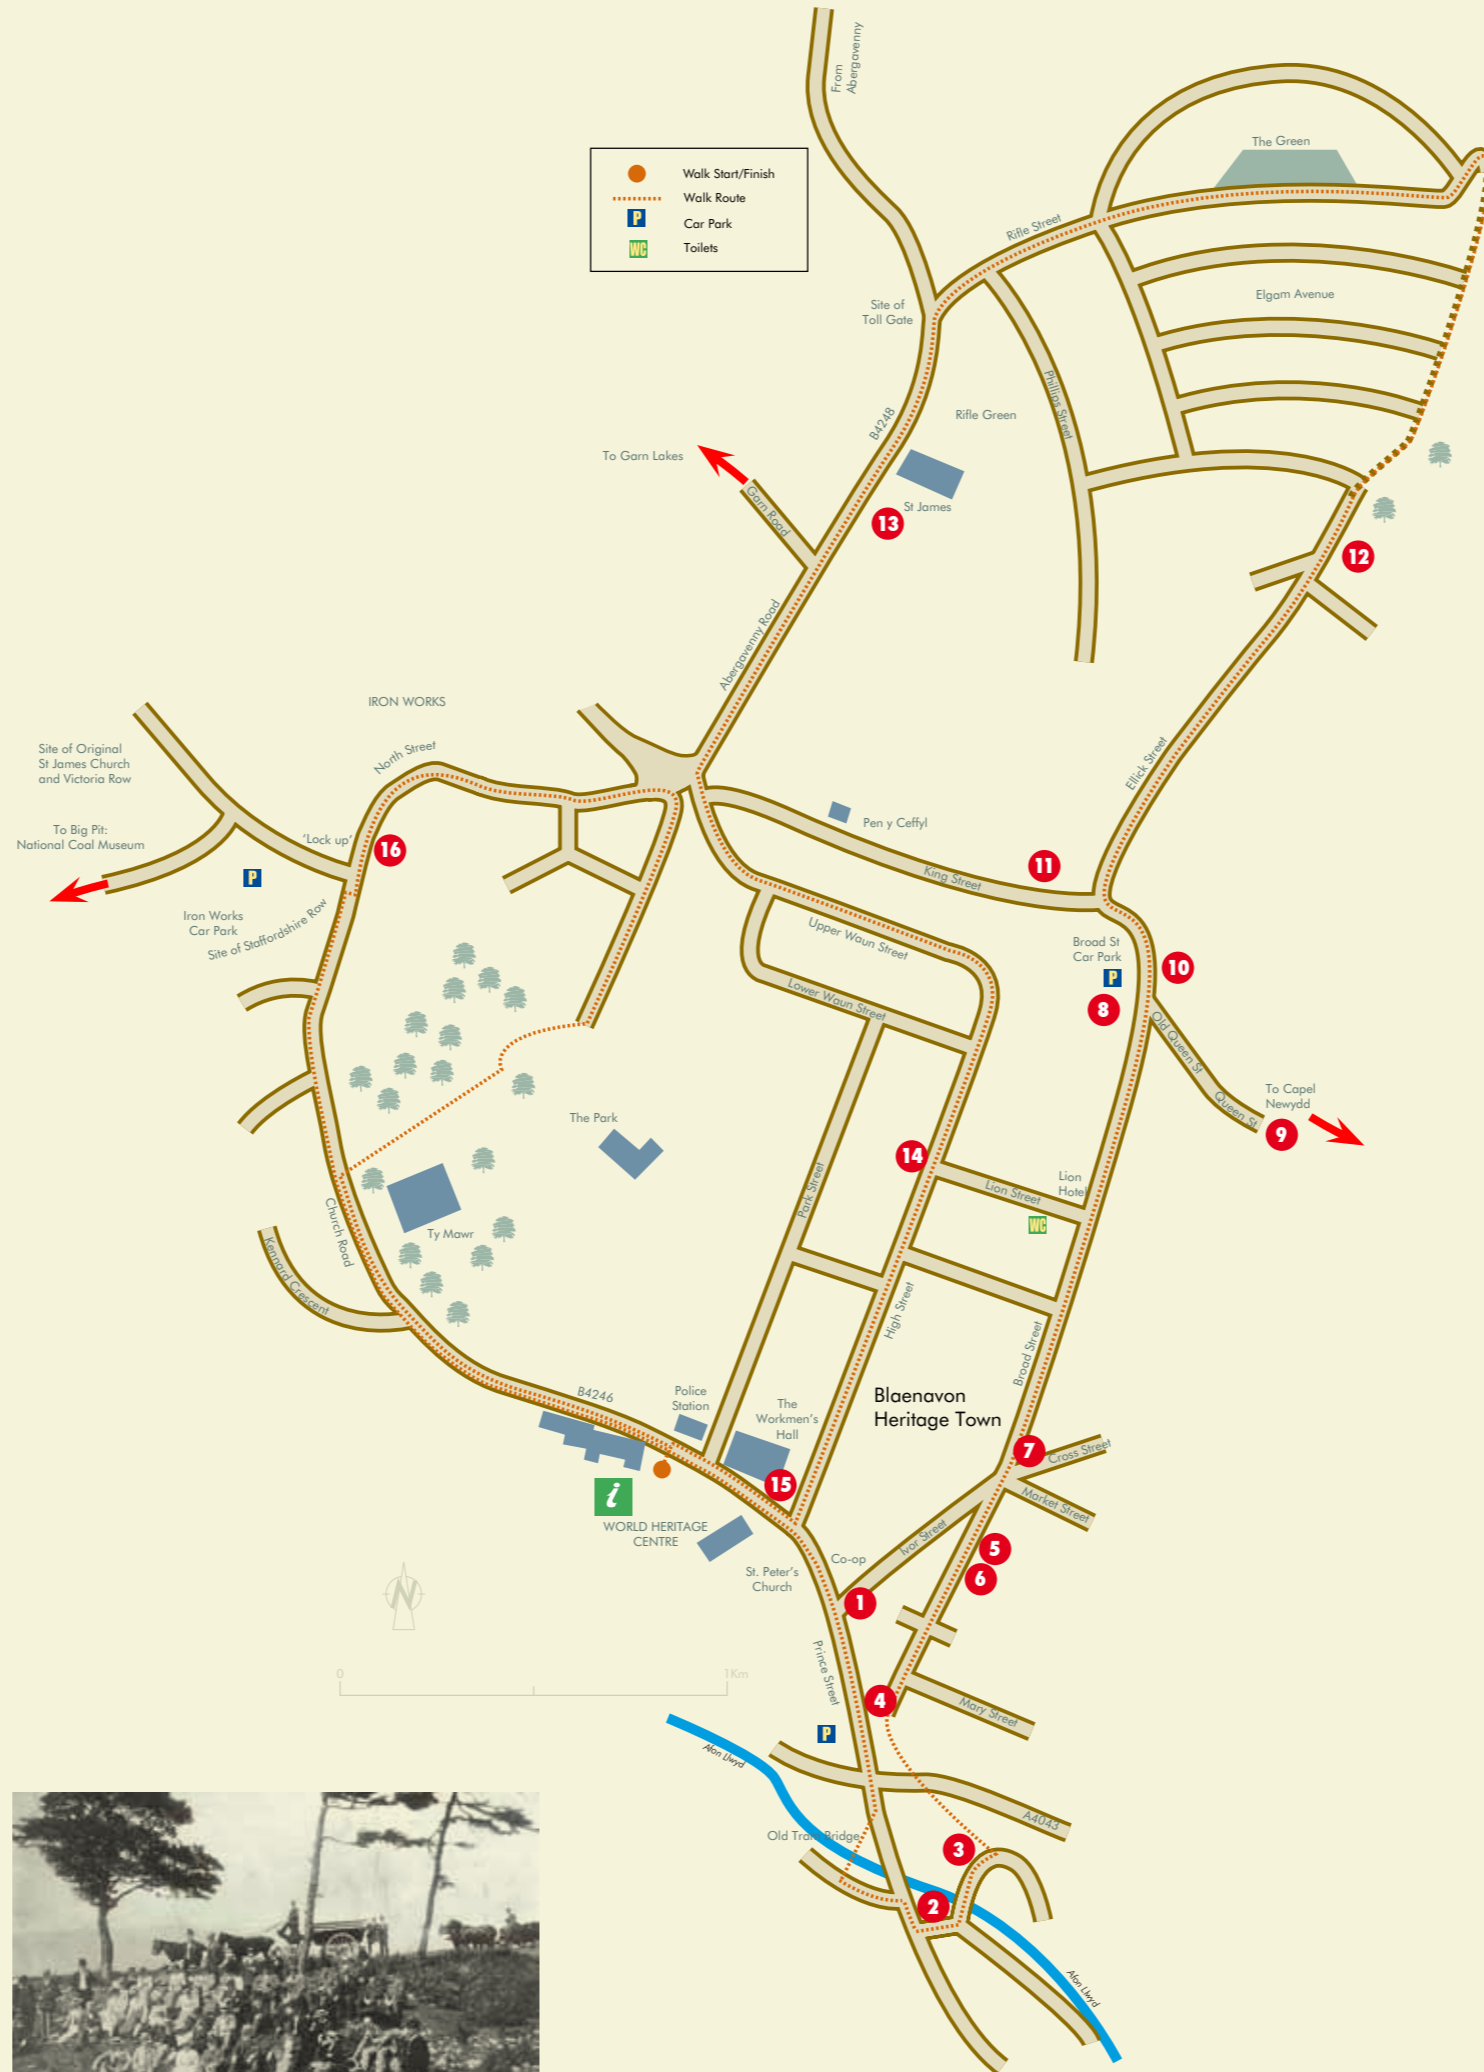 From
Abergavenny
Walk Start/Finish
Walk Route
P
Car Park
WC
Toilets
The Green
Rifle Street
Elgam Avenue
Site of
Toll Gate
Phillips Street
Rifle Green
B4248
To Garn Lakes
Garn Road
St James
13
12
Abergavenny Road
IRON WORKS
North Street
Site of Original
St James Church
and Victoria Row
To Big Pit:
National Coal Museum
'Lock up'
16
P
Iron Works
Car Park
Site of Staffordshire Row
Ellick Street
Pen y Ceffyl
King Street
11
Upper Waun Street
Lower Waun Street
Broad St
Car Park
P
8
10
Old Queen St
Queen St
To Capel
Newydd
9
The Park
14
Park Street
Lion Street
Lion
Hotel
WC
Ty Mawr
Church Road
Kennard Crescent
High Street
Broad Street
B4246
Police
Station
The
Workmen's
Hall
15
Blaenavon
Heritage Town
7
Cross Street
Market Street
i
WORLD HERITAGE
CENTRE
St. Peter's
Church
Co-op
Ivor Street
5
6
1
N
0
1Km
Prince Street
4
Mary Street
P
Afon Llwyd
A4043
Old Tram Bridge
3
2
Afon Llwyd